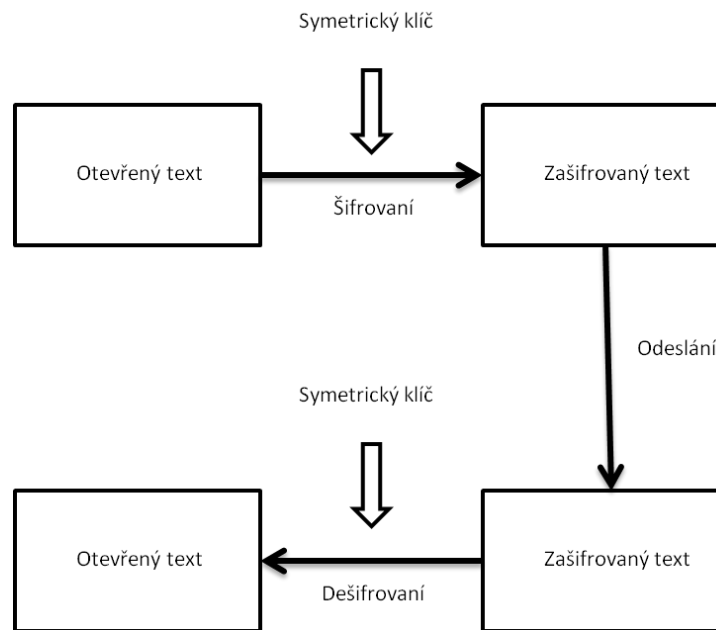 Symetrický klíč
Otevřený text
Zašifrovaný text
Šifrovaní
Odeslání
Symetrický klíč
Otevřený text
Zašifrovaný text
Dešifrovaní